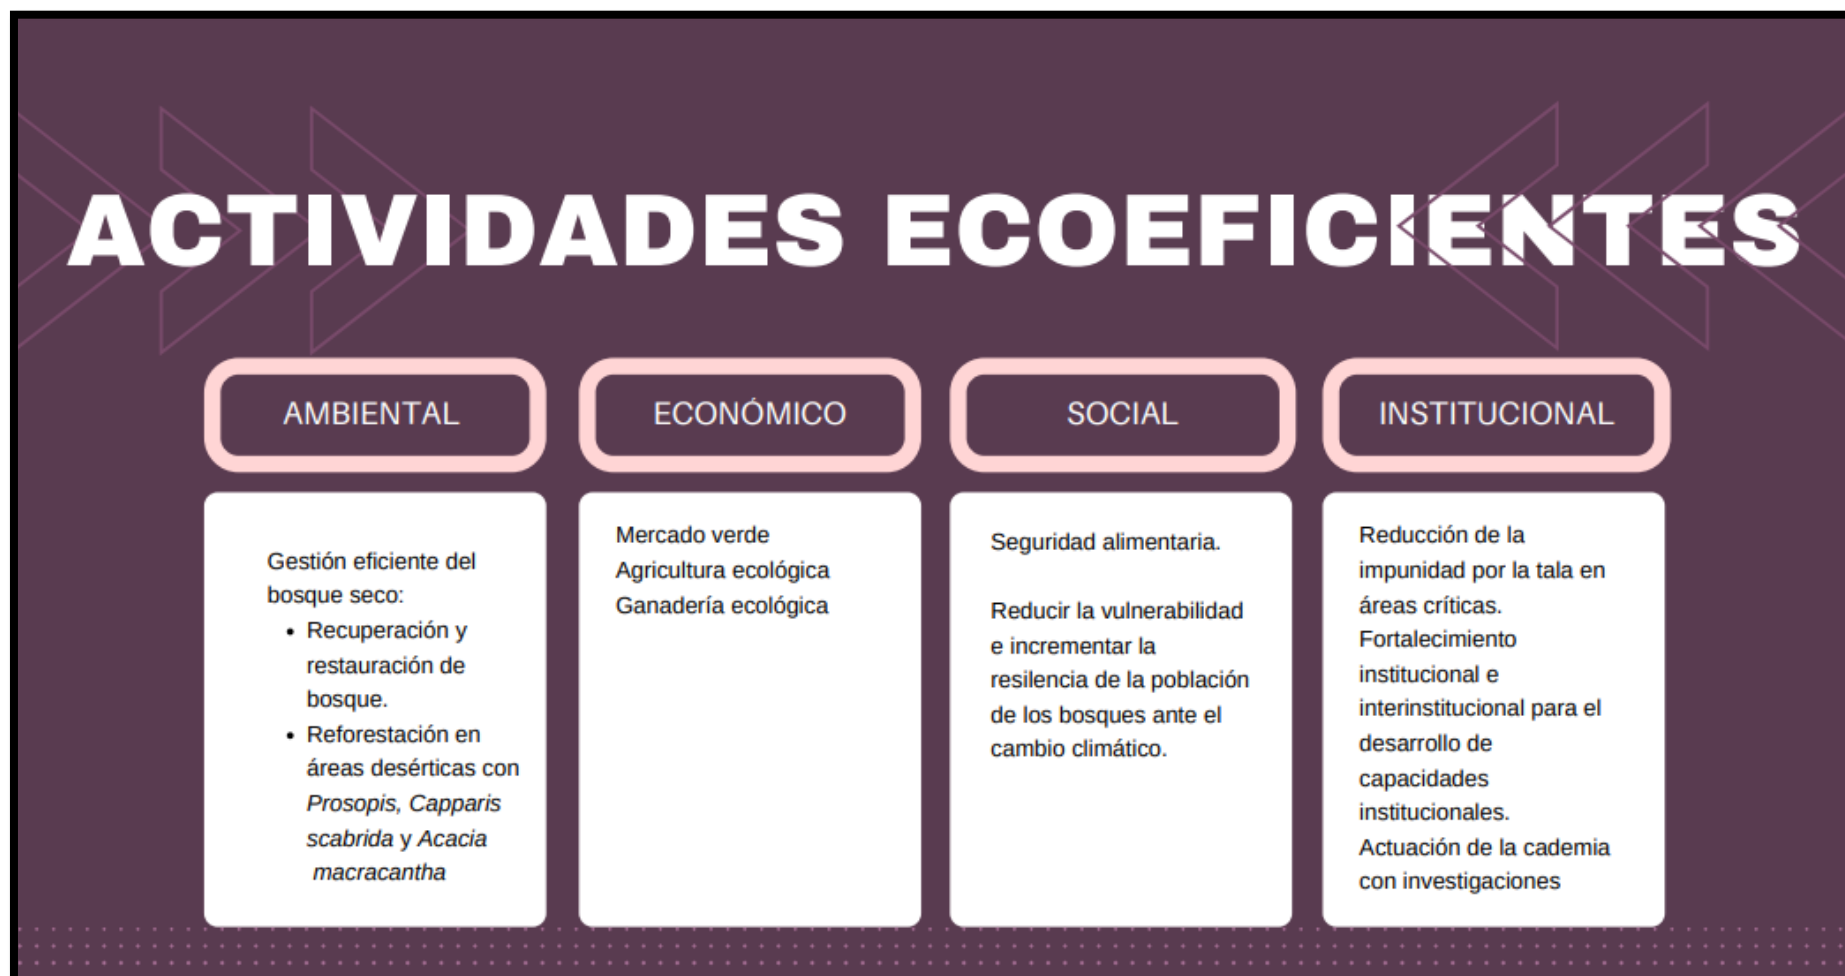 ACTIVIDADES ECOEFICIENTES
AMBIENTAL
Gestión eficiente del
bosque seco:
• Recuperación y
restauración de
bosque.
• Reforestación en
áreas desérticas con
Prosopis, Capparis
scabrida y Acacia
macracantha
ECONÓMICO
Mercado verde
Agricultura ecológica
Ganadería ecológica
SOCIAL
Seguridad alimentaria.
Reducir la vulnerabilidad
e incrementar la
resilencia de la población
de los bosques ante el
cambio climático.
INSTITUCIONAL
Reducción de la
impunidad por la tala en
áreas críticas.
Fortalecimiento
institucional e
interinstitucional para el
desarrollo de
capacidades
institucionales.
Actuación de la cademia
con investigaciones